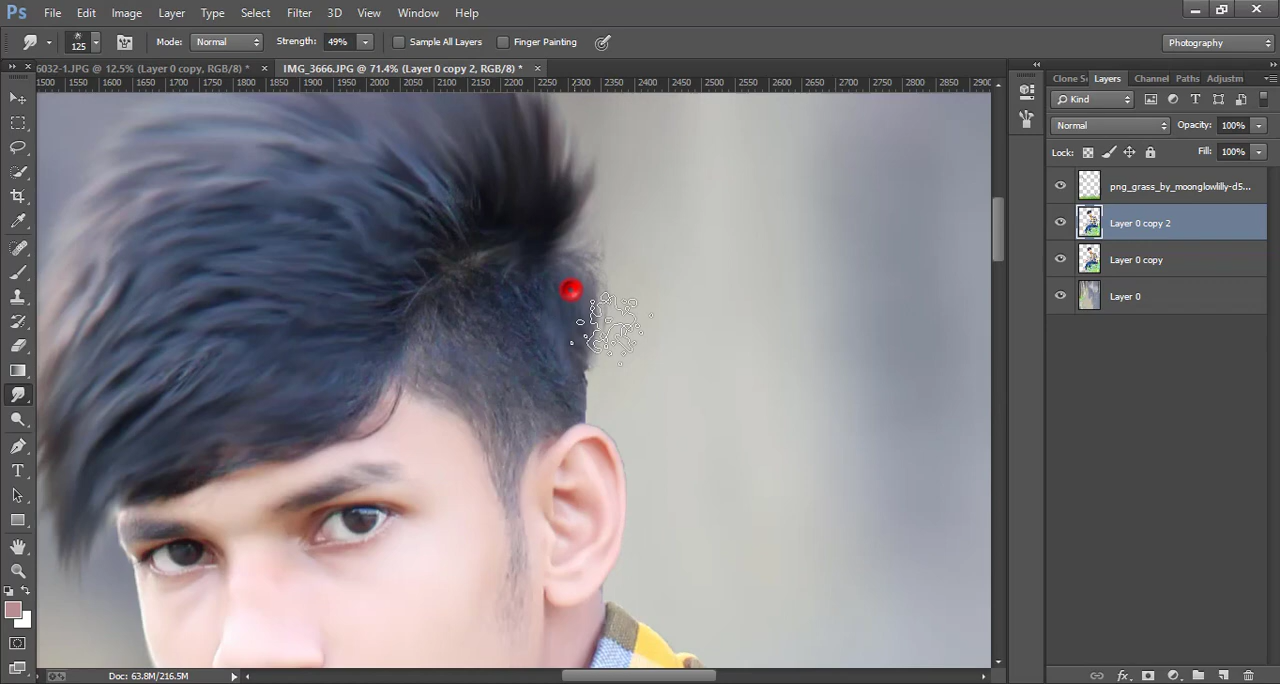 Ps File Edit Image Layer Type Select Filter 3D View Window Help
125 Mode: Normal Strength: 49% Sample All Layers Finger Painting Photography
6032-1.JPG @ 12.5% (Layer 0 copy, RGB/8) * × IMG_3666.JPG @ 71.4% (Layer 0 copy 2, RGB/8) * ×
1500 1550 1600 1650 1700 1750 1800 1850 1900 1950 2000 2050 2100 2150 2200 2250 2300 2350 2400 2450 2500 2550 2600 2650 2700 2750 2800 2850 2900
Clone S Layers Channel Paths Adjustm
Kind
Normal Opacity: 100%
Lock: Fill: 100%
png_grass_by_moonglowlilly-d5...
Layer 0 copy 2
Layer 0 copy
Layer 0
Doc: 63.8M/216.5M